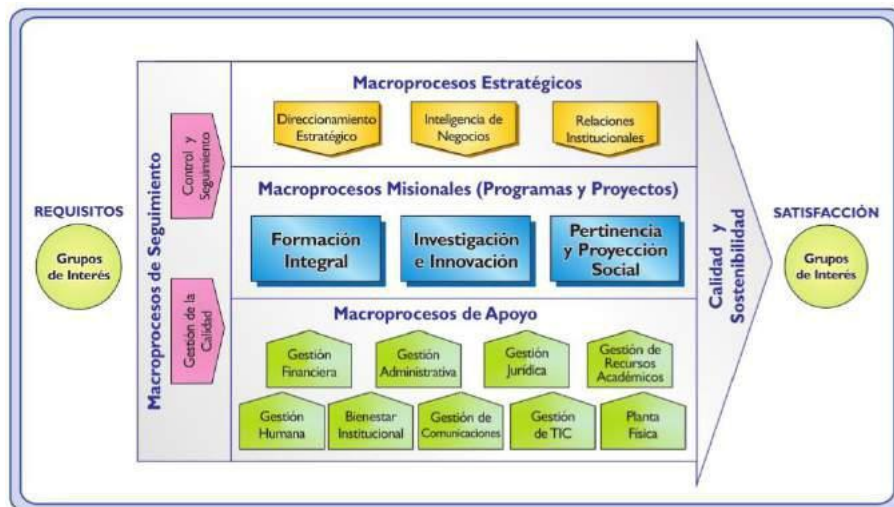 REQUISITOS
Grupos
de Interés
Macroprocesos de Seguimiento
Control y
Seguimiento
Gestión de la
Calidad
Macroprocesos Estratégicos
Direccionamiento
Estratégico
Inteligencia de
Negocios
Relaciones
Institucionales
Macroprocesos Misionales (Programas y Proyectos)
Formación
Integral
Investigación
e Innovación
Pertinencia
y Proyección
Social
Macroprocesos de Apoyo
Gestión
Financiera
Gestión
Administrativa
Gestión
Jurídica
Gestión de
Recursos
Académicos
Gestión
Humana
Bienestar
Institucional
Gestión de
Comunicaciones
Gestión
de TIC
Planta
Física
Calidad y
Sostenibilidad
SATISFACCIÓN
Grupos
de Interés